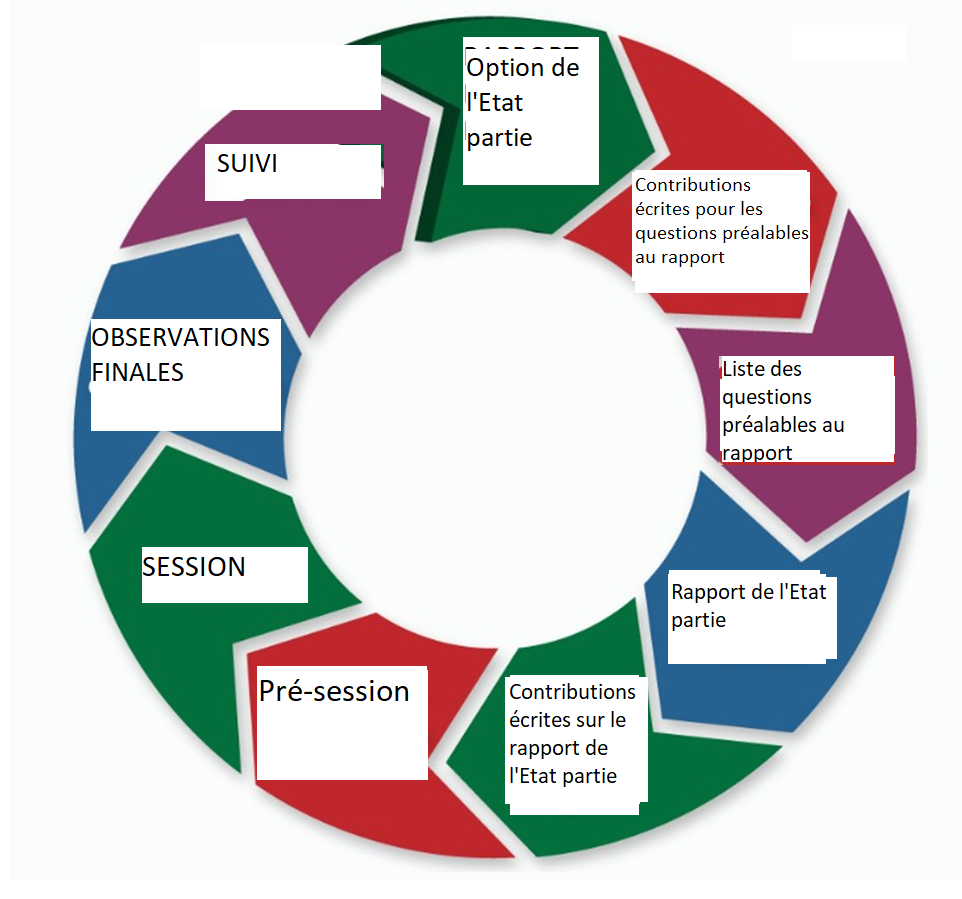 Option de
l'Etat
partie
Contributions
écrites pour les
questions préalables
au rapport
Liste des
questions
préalables au
rapport
Rapport de l'Etat
partie
Contributions
écrites sur le
rapport de
l'Etat partie
Pré-session
SESSION
OBSERVATIONS
FINALES
SUIVI